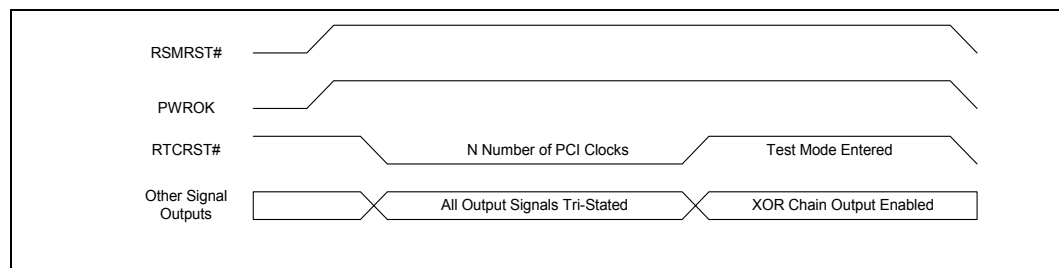 RSMRST#
PWROK
RTCRST#
N Number of PCI Clocks
Test Mode Entered
Other Signal
Outputs
All Output Signals Tri-Stated
XOR Chain Output Enabled